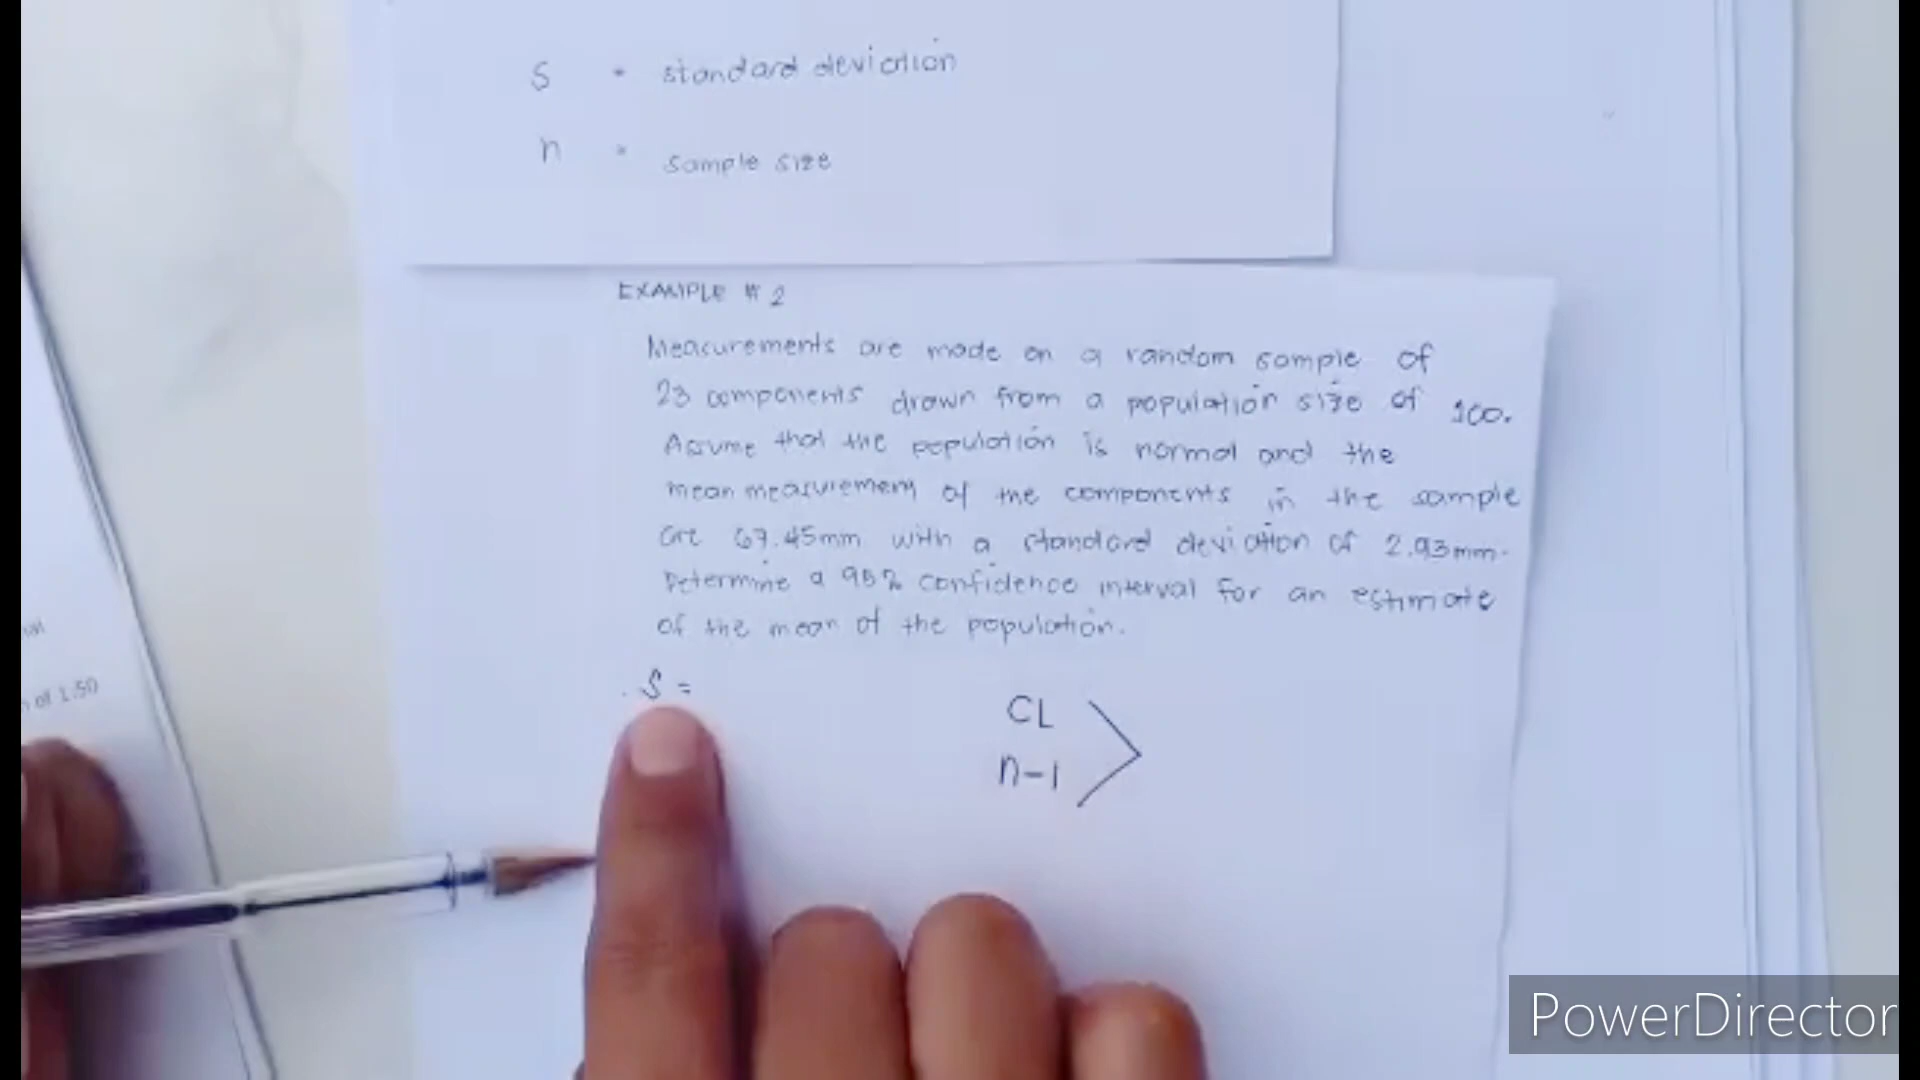 S = standard deviation
n = sample size
EXAMPLE # 2
Measurements are made on a random sample of
23 components drawn from a population size of 100.
Assume that the population is normal and the
mean measurement of the components in the sample
are 67.45mm with a standard deviation of 2.93mm.
Determine a 95% confidence interval for an estimate
of the mean of the population.
S =
CL
n-1
of 1.50
PowerDirector